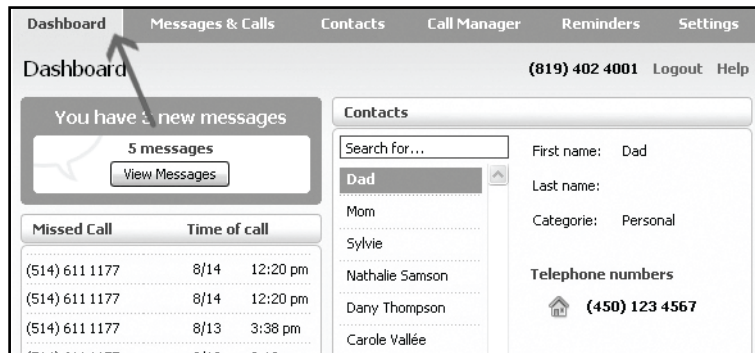 Dashboard Messages & Calls Contacts Call Manager Reminders Settings
Dashboard (819) 402 4001 Logout Help
You have 3 new messages
5 messages
View Messages
Missed Call Time of call
(514) 611 1177 8/14 12:20 pm
(514) 611 1177 8/14 12:20 pm
(514) 611 1177 8/13 3:38 pm
Contacts
Search for...
Dad
Mom
Sylvie
Nathalie Samson
Dany Thompson
Carole Vallée
First name: Dad
Last name:
Categorie: Personal
Telephone numbers
(450) 123 4567